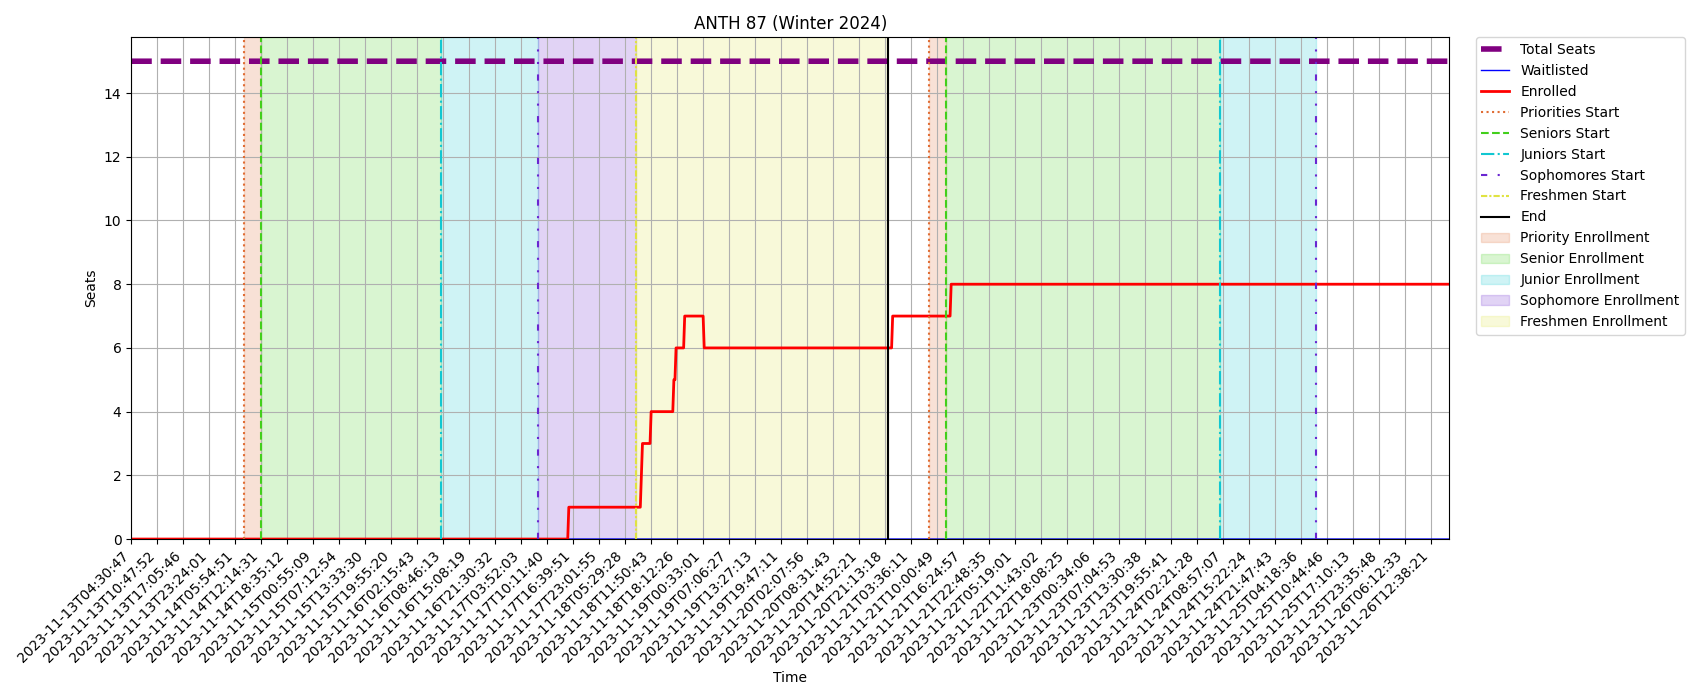 ANTH 87 (Winter 2024)
Seats
14
12
10
8
6
4
2
0
2023-11-13T04:30:47
2023-11-13T10:47:52
2023-11-13T17:05:46
2023-11-13T23:24:01
2023-11-14T05:54:51
2023-11-14T12:14:31
2023-11-14T18:35:12
2023-11-15T00:55:09
2023-11-15T07:12:54
2023-11-15T13:33:30
2023-11-15T19:55:20
2023-11-16T02:15:43
2023-11-16T08:46:13
2023-11-16T15:08:19
2023-11-16T21:30:32
2023-11-17T03:52:03
2023-11-17T10:11:40
2023-11-17T16:39:51
2023-11-17T23:01:55
2023-11-18T05:29:28
2023-11-18T11:50:43
2023-11-18T18:12:26
2023-11-19T00:33:01
2023-11-19T07:06:27
2023-11-19T13:27:13
2023-11-19T19:47:11
2023-11-20T02:07:56
2023-11-20T08:31:43
2023-11-20T14:52:21
2023-11-20T21:13:18
2023-11-21T03:36:11
2023-11-21T10:00:49
2023-11-21T16:24:57
2023-11-21T22:48:35
2023-11-22T05:19:01
2023-11-22T11:43:02
2023-11-22T18:08:25
2023-11-23T00:34:06
2023-11-23T07:04:53
2023-11-23T13:30:38
2023-11-23T19:55:41
2023-11-24T02:21:28
2023-11-24T08:57:07
2023-11-24T15:22:24
2023-11-24T21:47:43
2023-11-25T04:18:36
2023-11-25T10:44:46
2023-11-25T17:10:13
2023-11-25T23:35:48
2023-11-26T06:12:33
2023-11-26T12:38:21
Time
Total Seats
Waitlisted
Enrolled
Priorities Start
Seniors Start
Juniors Start
Sophomores Start
Freshmen Start
End
Priority Enrollment
Senior Enrollment
Junior Enrollment
Sophomore Enrollment
Freshmen Enrollment